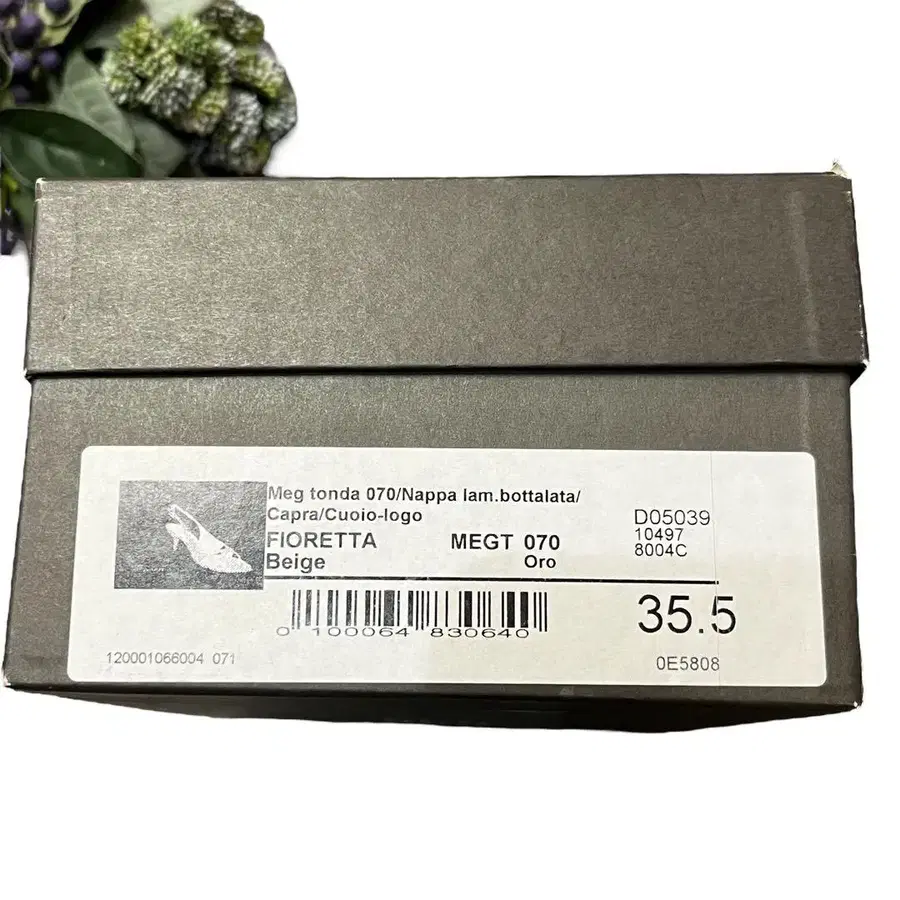 Meg tonda 070/Nappa lam.bottalata/
Capra/Cuoio-logo
FIORETTA MEGT 070
Beige Oro
D05039
10497
8004C
0 100064 830640
35.5
120001066004 071
0E5808